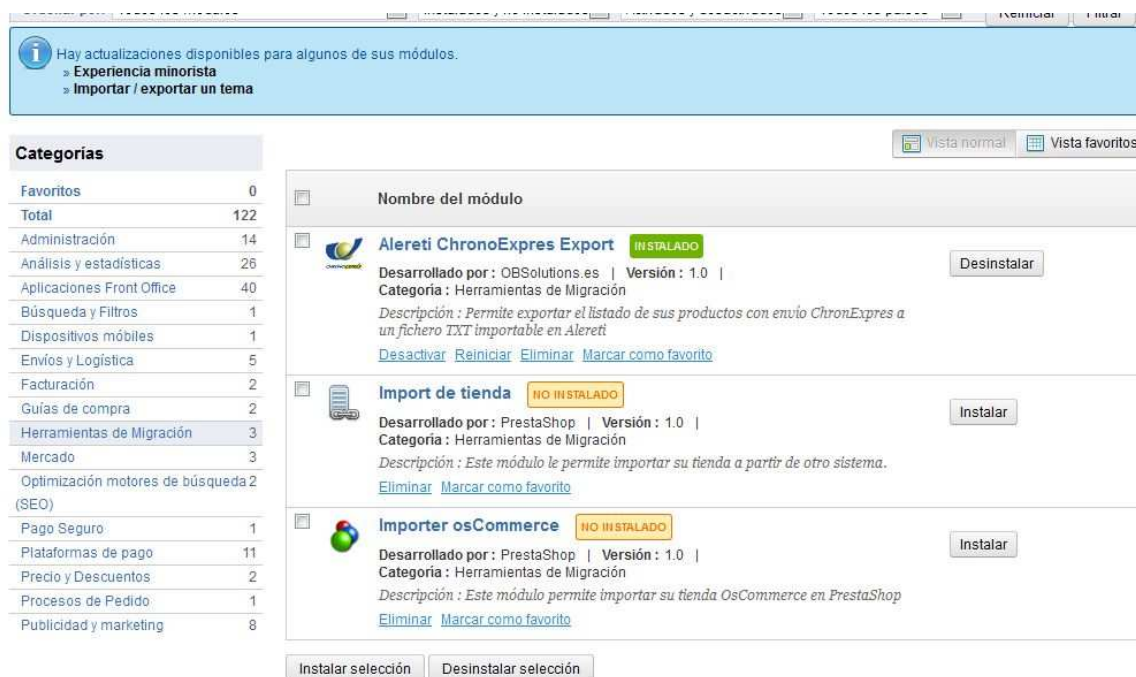 Hay actualizaciones disponibles para algunos de sus módulos.
» Experiencia minorista
» Importar / exportar un tema
Vista normal Vista favoritos
Categorías
Favoritos 0
Total 122
Administración 14
Análisis y estadísticas 26
Aplicaciones Front Office 40
Búsqueda y Filtros 1
Dispositivos móbiles 1
Envíos y Logística 5
Facturación 2
Guías de compra 2
Herramientas de Migración 3
Mercado 3
Optimización motores de búsqueda 2
(SEO)
Pago Seguro 1
Plataformas de pago 11
Precio y Descuentos 2
Procesos de Pedido 1
Publicidad y marketing 8
Nombre del módulo
Alereti ChronoExpres Export INSTALADO
Desinstalar
Desarrollado por : OBSolutions.es | Versión : 1.0 |
Categoría : Herramientas de Migración
Descripción : Permite exportar el listado de sus productos con envío ChronExpres a
un fichero TXT importable en Alereti
Desactivar Reiniciar Eliminar Marcar como favorito
Import de tienda NO INSTALADO
Instalar
Desarrollado por : PrestaShop | Versión : 1.0 |
Categoría : Herramientas de Migración
Descripción : Este módulo le permite importar su tienda a partir de otro sistema.
Eliminar Marcar como favorito
Importer osCommerce NO INSTALADO
Instalar
Desarrollado por : PrestaShop | Versión : 1.0 |
Categoría : Herramientas de Migración
Descripción : Este módulo permite importar su tienda OsCommerce en PrestaShop
Eliminar Marcar como favorito
Instalar selección Desinstalar selección